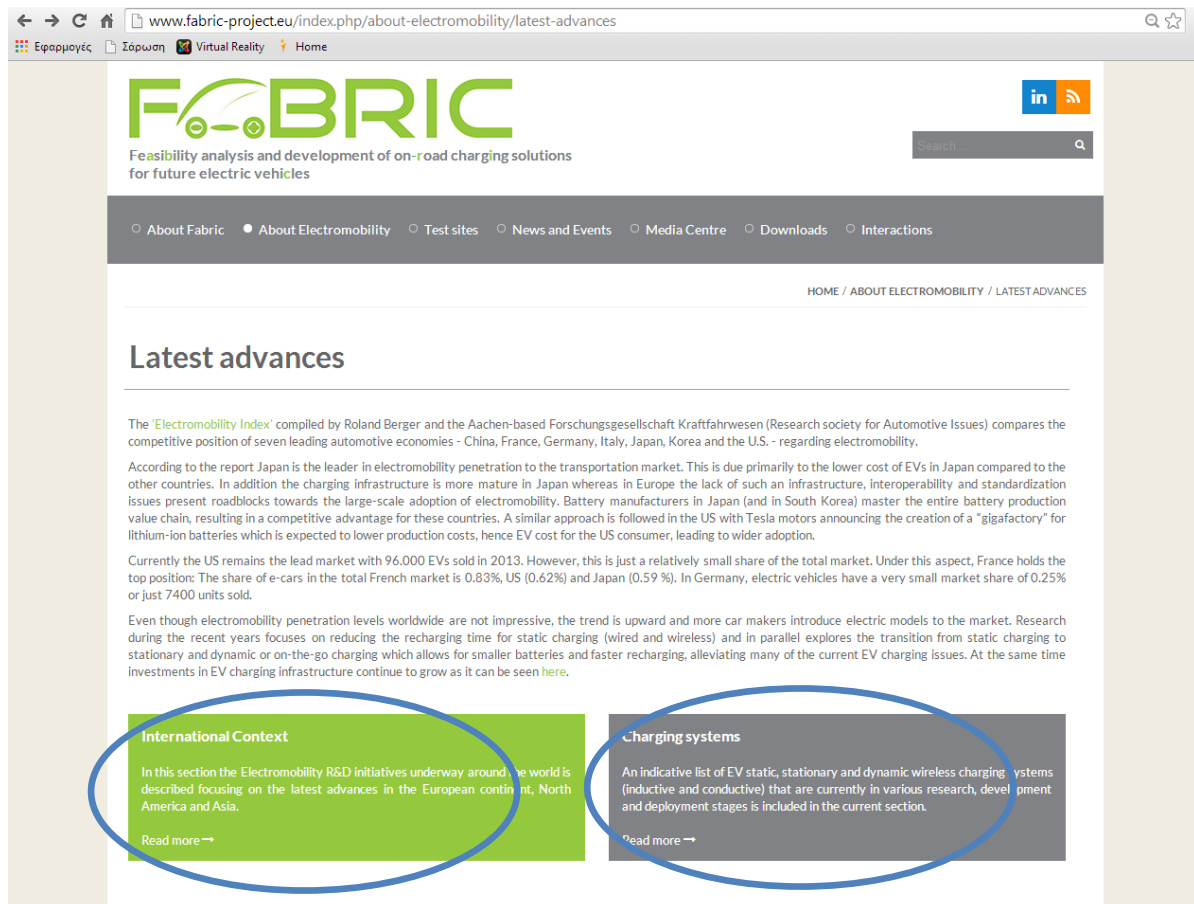 www.fabric-project.eu/index.php/about-electromobility/latest-advances
Εφαρμογές Σάρωση Virtual Reality Home
FABRIC
in
Feasibility analysis and development of on-road charging solutions
for future electric vehicles
Search...
About Fabric About Electromobility Test sites News and Events Media Centre Downloads Interactions
HOME / ABOUT ELECTROMOBILITY / LATEST ADVANCES
Latest advances
The 'Electromobility Index' compiled by Roland Berger and the Aachen-based Forschungsgesellschaft Kraftfahrwesen (Research society for Automotive Issues) compares the
competitive position of seven leading automotive economies - China, France, Germany, Italy, Japan, Korea and the U.S. - regarding electromobility.
According to the report Japan is the leader in electromobility penetration to the transportation market. This is due primarily to the lower cost of EVs in Japan compared to the
other countries. In addition the charging infrastructure is more mature in Japan whereas in Europe the lack of such an infrastructure, interoperability and standardization
issues present roadblocks towards the large-scale adoption of electromobility. Battery manufacturers in Japan (and in South Korea) master the entire battery production
value chain, resulting in a competitive advantage for these countries. A similar approach is followed in the US with Tesla motors announcing the creation of a "gigafactory" for
lithium-ion batteries which is expected to lower production costs, hence EV cost for the US consumer, leading to wider adoption.
Currently the US remains the lead market with 96.000 EVs sold in 2013. However, this is just a relatively small share of the total market. Under this aspect, France holds the
top position: The share of e-cars in the total French market is 0.83%, US (0.62%) and Japan (0.59 %). In Germany, electric vehicles have a very small market share of 0.25%
or just 7400 units sold.
Even though electromobility penetration levels worldwide are not impressive, the trend is upward and more car makers introduce electric models to the market. Research
during the recent years focuses on reducing the recharging time for static charging (wired and wireless) and in parallel explores the transition from static charging to
stationary and dynamic or on-the-go charging which allows for smaller batteries and faster recharging, alleviating many of the current EV charging issues. At the same time
investments in EV charging infrastructure continue to grow as it can be seen here.
International Context
In this section the Electromobility R&D initiatives underway around the world is
described focusing on the latest advances in the European continent, North
America and Asia.
Read more →
Charging systems
An indicative list of EV static, stationary and dynamic wireless charging systems
(inductive and conductive) that are currently in various research, development
and deployment stages is included in the current section.
Read more →